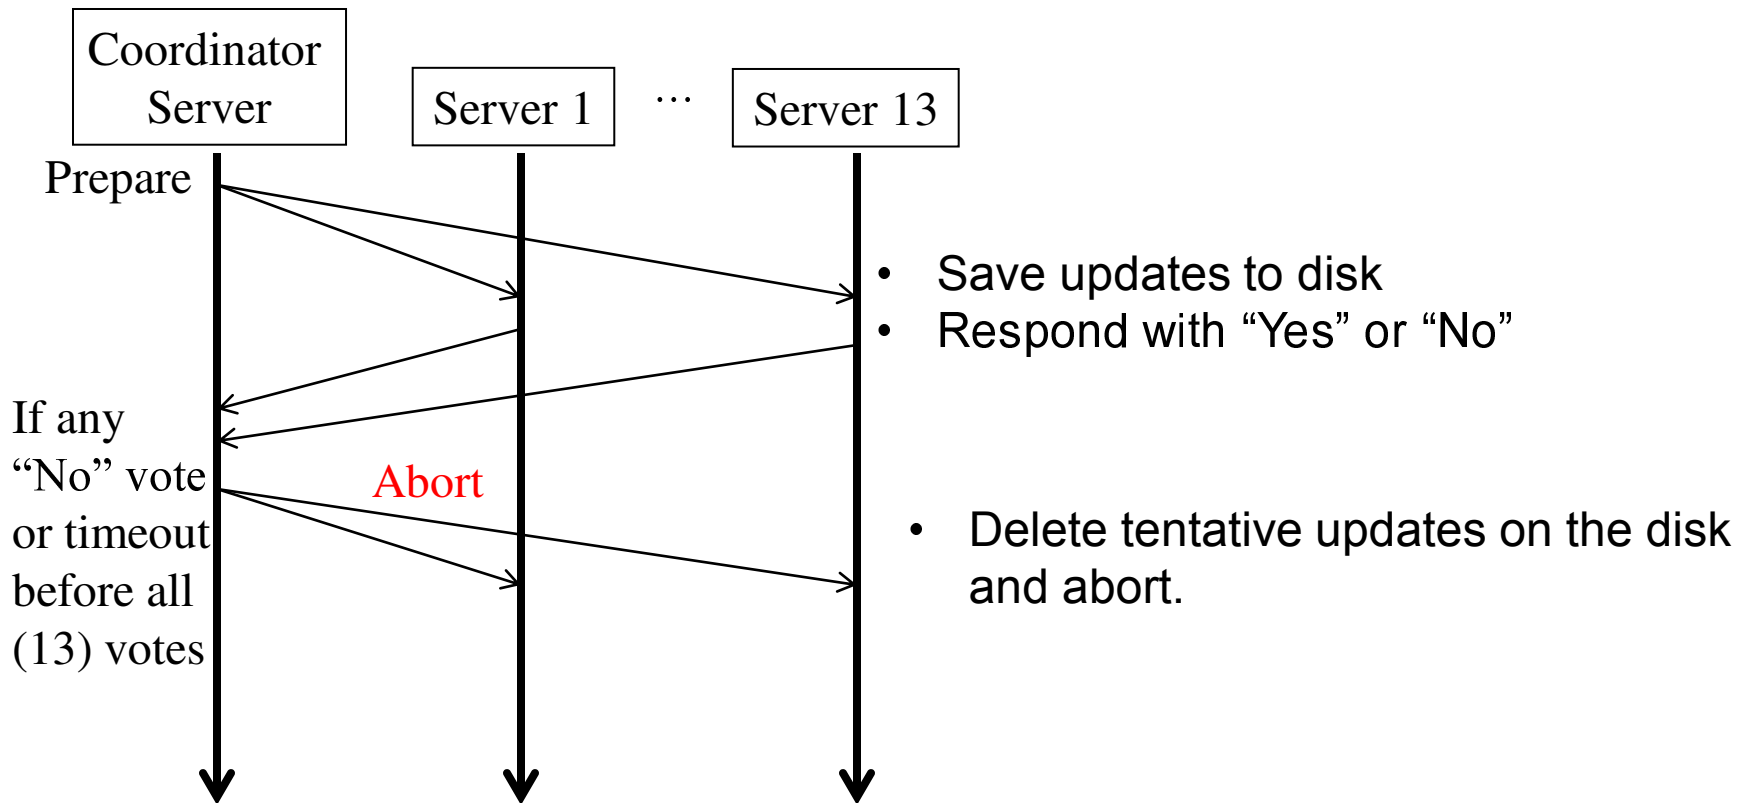 Coordinator
Server
Server 1
…
Server 13
Prepare
• Save updates to disk
• Respond with “Yes” or “No”
If any
“No” vote
or timeout
before all
(13) votes
Abort
• Delete tentative updates on the disk
and abort.